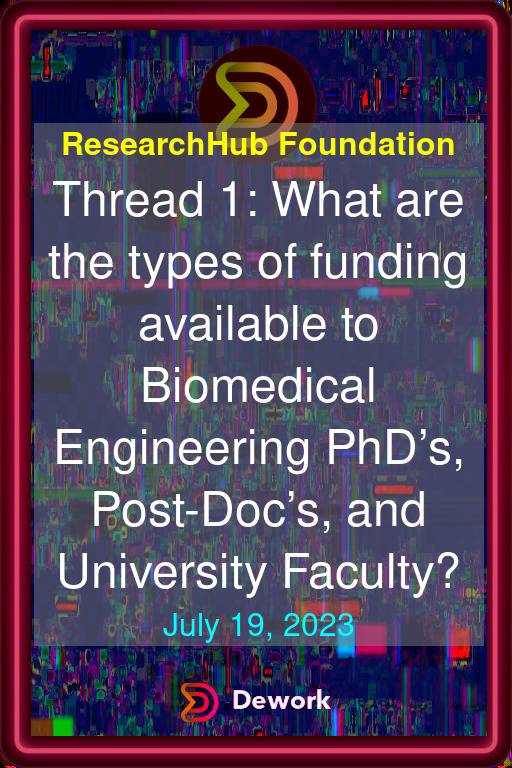 ResearchHub Foundation
Thread 1: What are
the types of funding
available to
Biomedical
Engineering PhD’s,
Post-Doc’s, and
University Faculty?
July 19, 2023
Dework